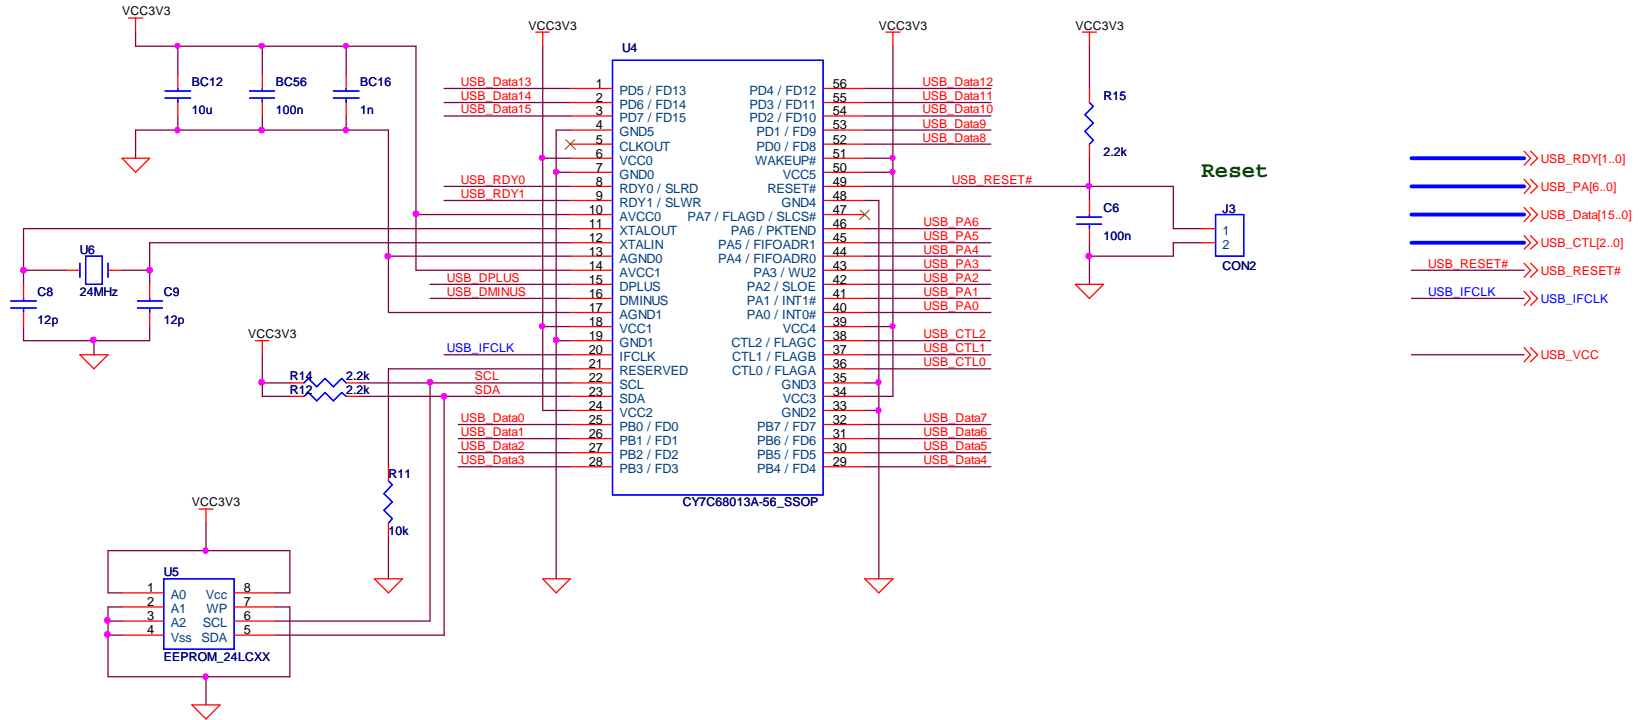 VCC3V3
BC12
10u
BC56
100n
BC16
1n
VCC3V3
U4
VCC3V3
VCC3V3
USB_Data13 1 PD5 / FD13
USB_Data14 2 PD6 / FD14
USB_Data15 3 PD7 / FD15
4 GND5
5 CLKOUT
6 VCC0
7 GND0
USB_RDY0 8 RDY0 / SLRD
USB_RDY1 9 RDY1 / SLWR
10 AVCC0
11 XTALOUT
12 XTALIN
13 AGND0
14 AVCC1
USB_DPLUS 15 DPLUS
USB_DMINUS 16 DMINUS
17 AGND1
18 VCC1
19 GND1
USB_IFCLK 20 IFCLK
21 RESERVED
SCL 22 SCL
SDA 23 SDA
24 VCC2
USB_Data0 25 PB0 / FD0
USB_Data1 26 PB1 / FD1
USB_Data2 27 PB2 / FD2
USB_Data3 28 PB3 / FD3
PD4 / FD12 56 USB_Data12
PD3 / FD11 55 USB_Data11
PD2 / FD10 54 USB_Data10
PD1 / FD9 53 USB_Data9
PD0 / FD8 52 USB_Data8
WAKEUP# 51
VCC5 50
RESET# 49 USB_RESET#
GND4 48
PA7 / FLAGD / SLCS# 47
PA6 / PKTEND 46 USB_PA6
PA5 / FIFOADR1 45 USB_PA5
PA4 / FIFOADR0 44 USB_PA4
PA3 / WU2 43 USB_PA3
PA2 / SLOE 42 USB_PA2
PA1 / INT1# 41 USB_PA1
PA0 / INT0# 40 USB_PA0
VCC4 39
CTL2 / FLAGC 38 USB_CTL2
CTL1 / FLAGB 37 USB_CTL1
CTL0 / FLAGA 36 USB_CTL0
GND3 35
VCC3 34
GND2 33
PB7 / FD7 32 USB_Data7
PB6 / FD6 31 USB_Data6
PB5 / FD5 30 USB_Data5
PB4 / FD4 29 USB_Data4
CY7C68013A-56_SSOP
R15
2.2k
Reset
C6
100n
J3
1
2
CON2
USB_RDY[1..0]
USB_PA[6..0]
USB_Data[15..0]
USB_CTL[2..0]
USB_RESET# USB_RESET#
USB_IFCLK USB_IFCLK
USB_VCC
U6
24MHz
C8
12p
C9
12p
VCC3V3
R14 2.2k
R12 2.2k
R11
10k
VCC3V3
U5
1 A0 Vcc 8
2 A1 WP 7
3 A2 SCL 6
4 Vss SDA 5
EEPROM_24LCXX